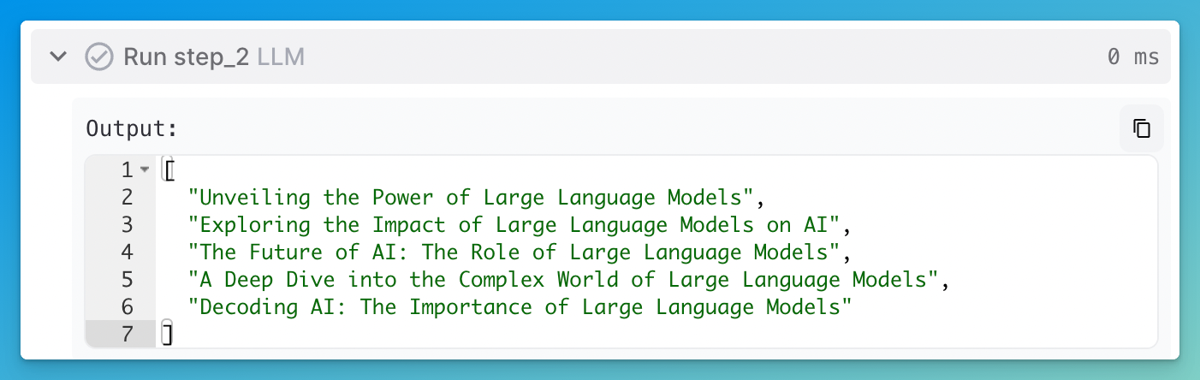 Run step_2 LLM 0 ms
Output:
1 [
2 "Unveiling the Power of Large Language Models",
3 "Exploring the Impact of Large Language Models on AI",
4 "The Future of AI: The Role of Large Language Models",
5 "A Deep Dive into the Complex World of Large Language Models",
6 "Decoding AI: The Importance of Large Language Models"
7 ]